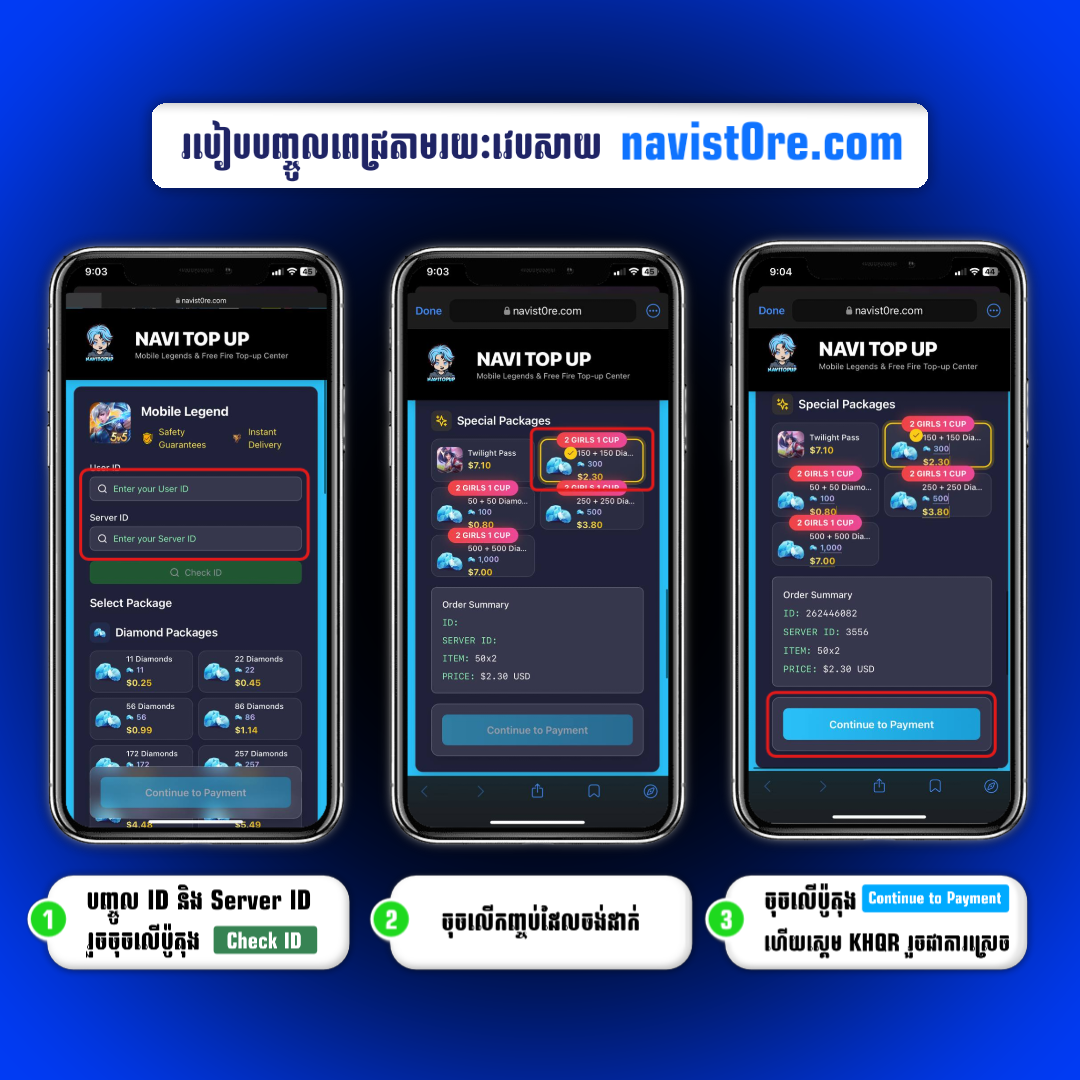 របៀបបញ្ចូលពេជ្រតាមរយៈវេបសាយ navist0re.com
9:03
45
navist0re.com
NAVITOPUP
NAVI TOP UP
Mobile Legends & Free Fire Top-up Center
5v5
Mobile Legend
Safety Guarantees
Instant Delivery
User ID
Enter your User ID
Server ID
Enter your Server ID
Check ID
Select Package
Diamond Packages
11 Diamonds
11
$0.25
22 Diamonds
22
$0.45
56 Diamonds
56
$0.99
86 Diamonds
86
$1.14
172 Diamonds
172
257 Diamonds
257
Continue to Payment
$4.48
$5.49
9:03
45
Done
navist0re.com
NAVITOPUP
NAVI TOP UP
Mobile Legends & Free Fire Top-up Center
Special Packages
Twilight Pass
$7.10
2 GIRLS 1 CUP
150 + 150 Dia...
300
$2.30
2 GIRLS 1 CUP
50 + 50 Diamo...
100
$0.80
2 GIRLS 1 CUP
250 + 250 Dia...
500
$3.80
2 GIRLS 1 CUP
500 + 500 Dia...
1,000
$7.00
Order Summary
ID:
SERVER ID:
ITEM: 50x2
PRICE: $2.30 USD
Continue to Payment
9:04
44
Done
navist0re.com
NAVITOPUP
NAVI TOP UP
Mobile Legends & Free Fire Top-up Center
Special Packages
Twilight Pass
$7.10
2 GIRLS 1 CUP
150 + 150 Dia...
300
$2.30
2 GIRLS 1 CUP
50 + 50 Diamo...
100
$0.80
2 GIRLS 1 CUP
250 + 250 Dia...
500
$3.80
2 GIRLS 1 CUP
500 + 500 Dia...
1,000
$7.00
Order Summary
ID: 262446082
SERVER ID: 3556
ITEM: 50x2
PRICE: $2.30 USD
Continue to Payment
1
បញ្ចូល ID និង Server ID
រួចចុចលើប៉ូតុង Check ID
2
ចុចលើកញ្ចប់ដែលចង់ដាក់
3
ចុចលើប៉ូតុង Continue to Payment
ហើយស្កេម KHQR រួចជាការស្រេច